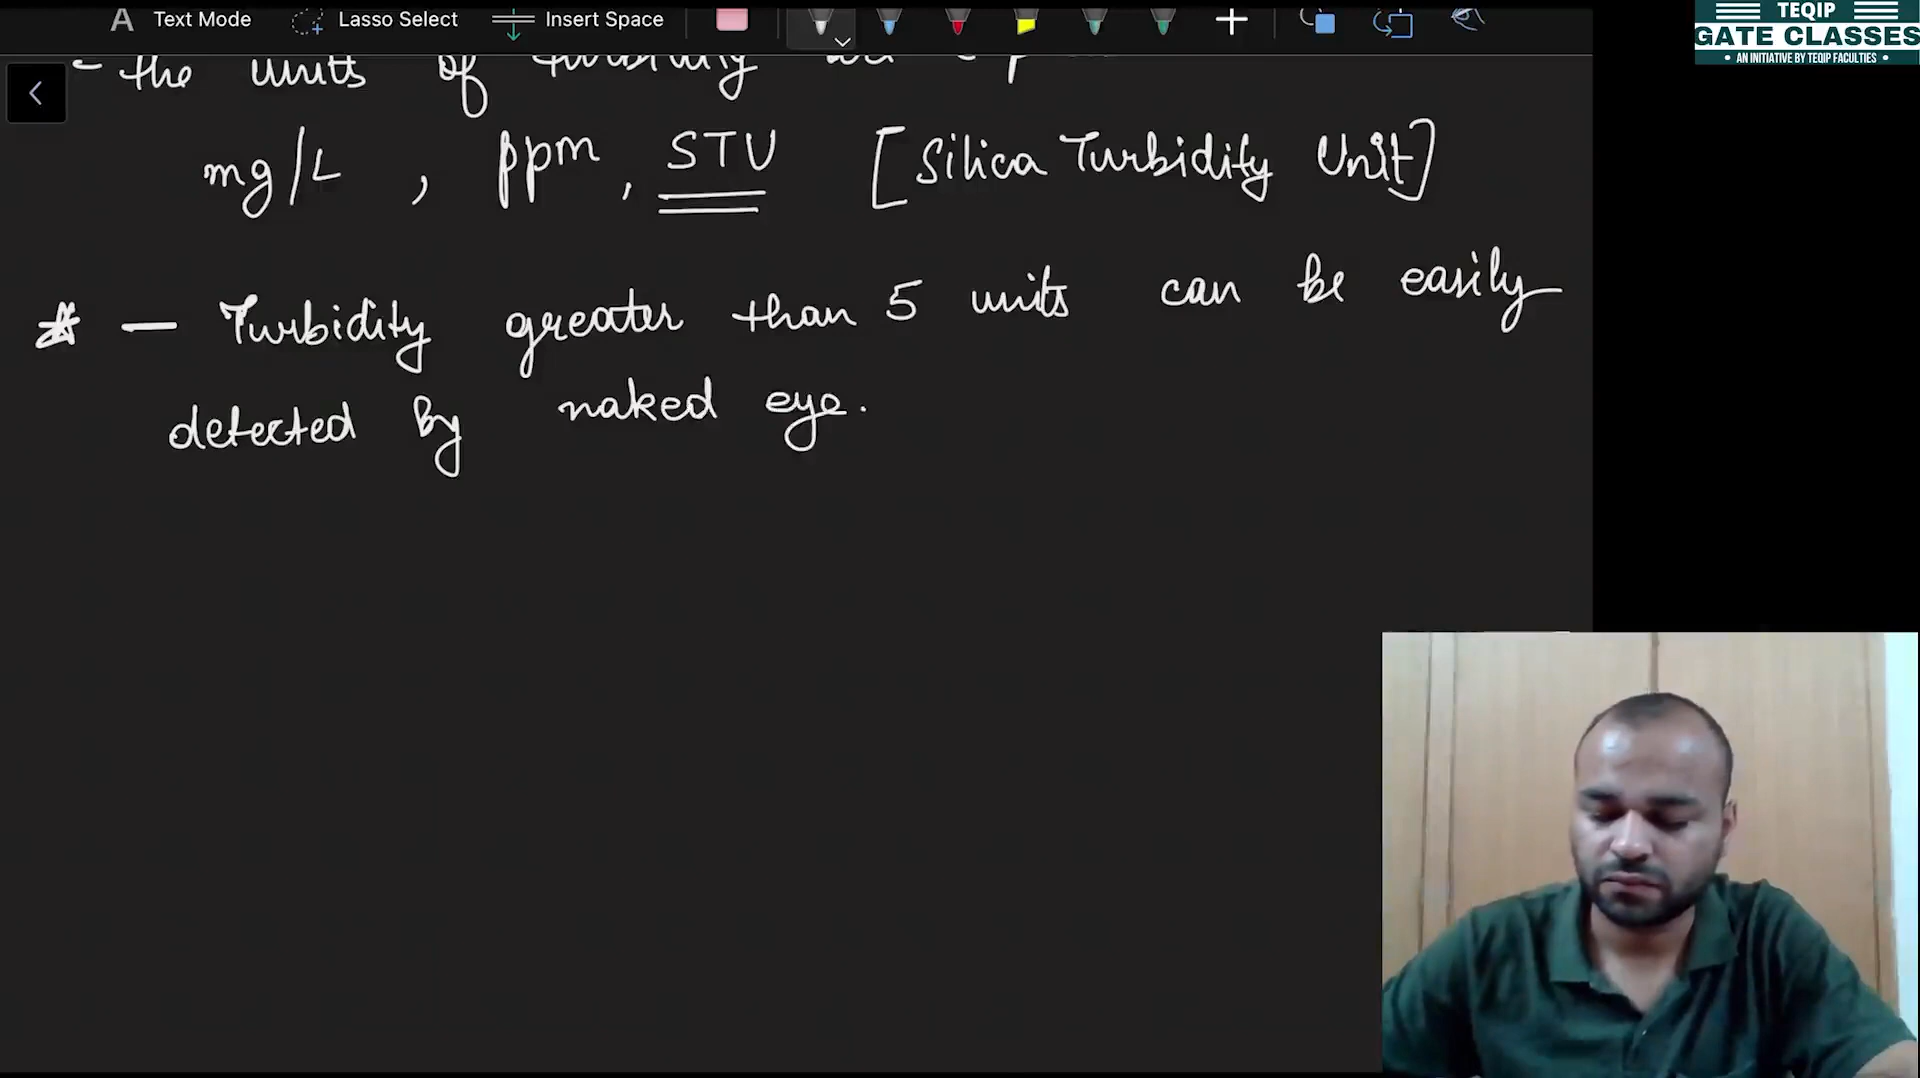 Text Mode Lasso Select Insert Space
TEQIP
GATE CLASSES
• AN INITIATIVE BY TEQIP FACULTIES •
- the units of turbidity
mg/L , ppm, STU [Silica Turbidity Unit]
* — Turbidity greater than 5 units can be easily
detected by naked eye.